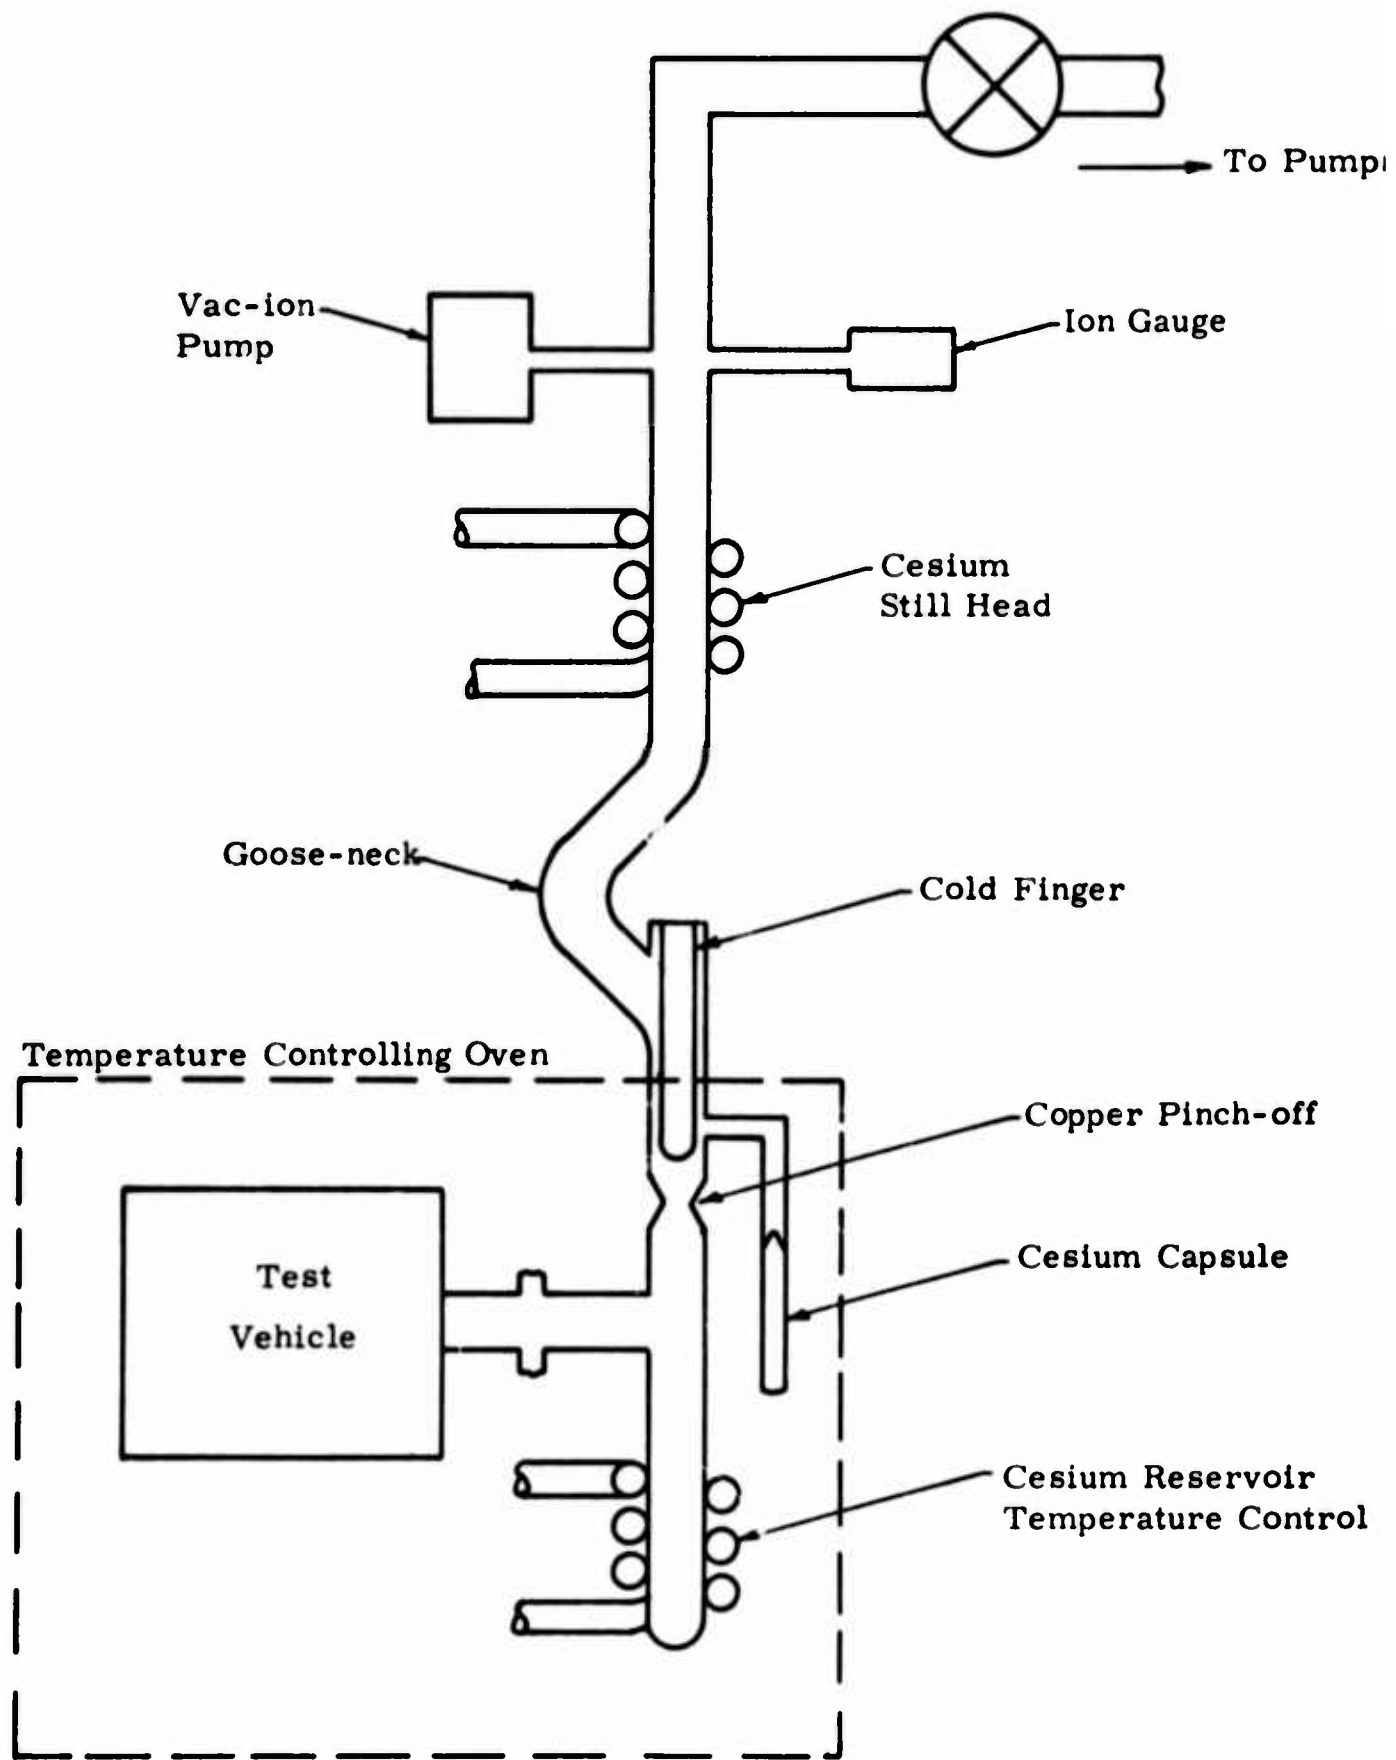 To Pump
Vac-ion
Pump
Ion Gauge
Cesium
Still Head
Goose-neck
Cold Finger
Temperature Controlling Oven
Copper Pinch-off
Test
Vehicle
Cesium Capsule
Cesium Reservoir
Temperature Control